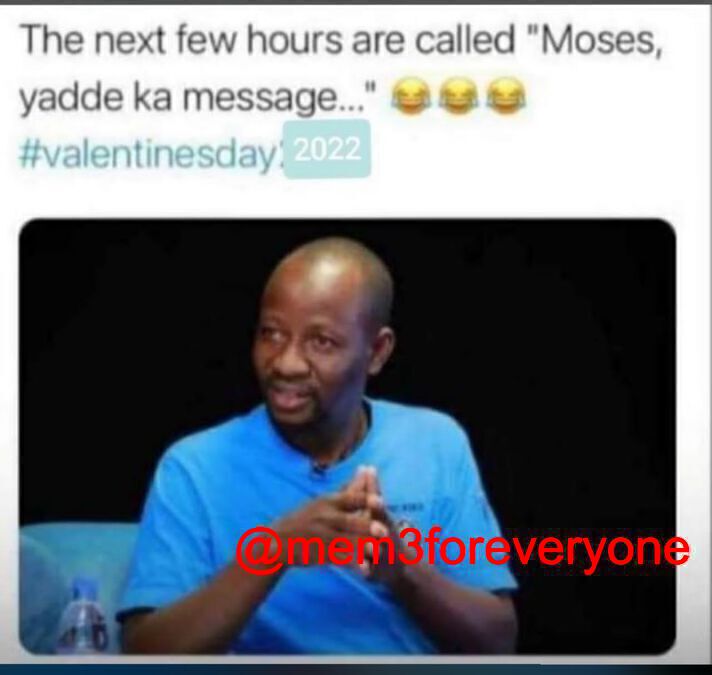 The next few hours are called "Moses,
yadde ka message..." 😂😂😂
#valentinesday 2022
@mem3foreveryone